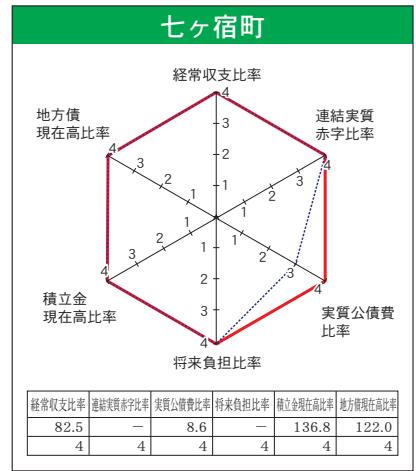 七ヶ宿町
経常収支比率
地方債
現在高比率
連結実質
赤字比率
4
3
2
1
4
3
2
1
4
3
2
1
1
2
3
4
1
2
3
4
1
2
3
4
積立金
現在高比率
実質公債費
比率
将来負担比率
経常収支比率 連結実質赤字比率 実質公債費比率 将来負担比率 積立金現在高比率 地方債現在高比率
82.5 － 8.6 － 136.8 122.0
4 4 4 4 4 4